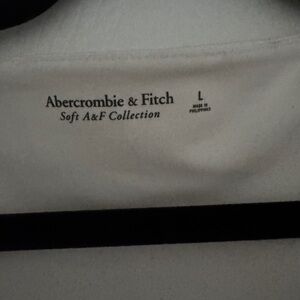 Abercrombie & Fitch
Soft A&F Collection
L
MADE IN
PHILIPPINES